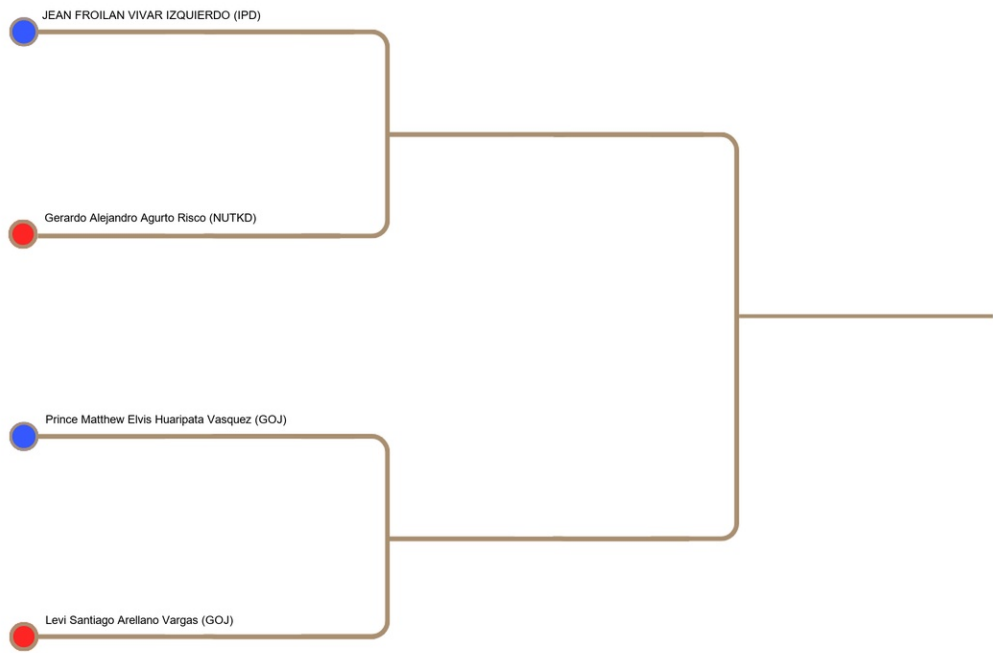 JEAN FROILAN VIVAR IZQUIERDO (IPD)
Gerardo Alejandro Agurto Risco (NUTKD)
Prince Matthew Elvis Huaripata Vasquez (GOJ)
Levi Santiago Arellano Vargas (GOJ)